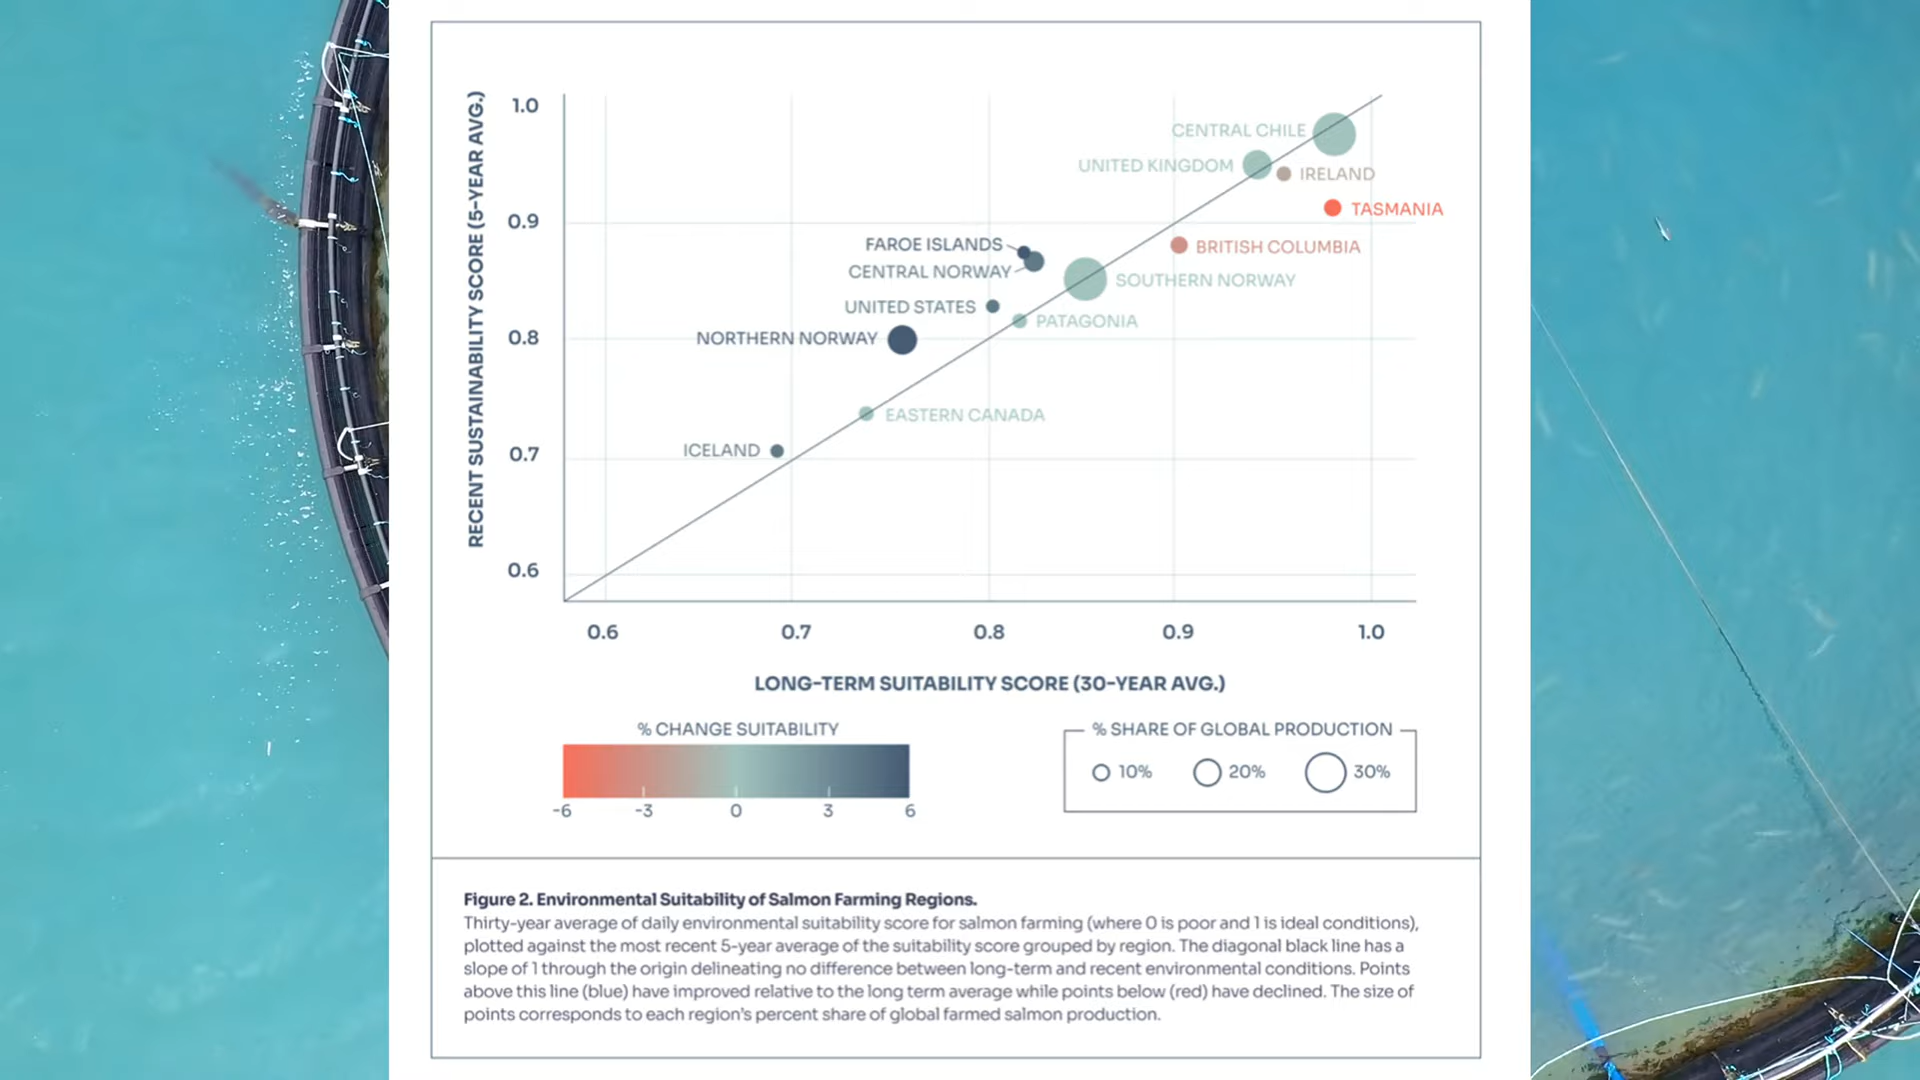 RECENT SUSTAINABILITY SCORE (5-YEAR AVG.)
1.0
0.9
0.8
0.7
0.6
CENTRAL CHILE
UNITED KINGDOM
IRELAND
TASMANIA
FAROE ISLANDS
BRITISH COLUMBIA
CENTRAL NORWAY
SOUTHERN NORWAY
UNITED STATES
PATAGONIA
NORTHERN NORWAY
EASTERN CANADA
ICELAND
0.6 0.7 0.8 0.9 1.0
LONG-TERM SUITABILITY SCORE (30-YEAR AVG.)
% CHANGE SUITABILITY
-6 -3 0 3 6
% SHARE OF GLOBAL PRODUCTION
10% 20% 30%
Figure 2. Environmental Suitability of Salmon Farming Regions.
Thirty-year average of daily environmental suitability score for salmon farming (where 0 is poor and 1 is ideal conditions),
plotted against the most recent 5-year average of the suitability score grouped by region. The diagonal black line has a
slope of 1 through the origin delineating no difference between long-term and recent environmental conditions. Points
above this line (blue) have improved relative to the long term average while points below (red) have declined. The size of
points corresponds to each region's percent share of global farmed salmon production.